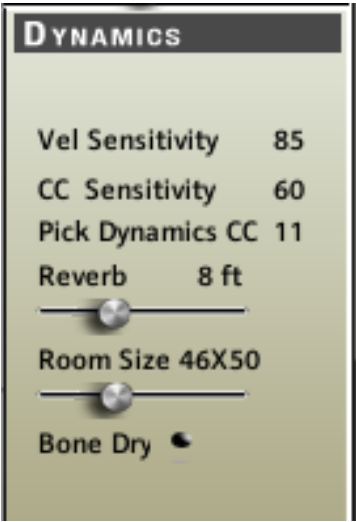 DYNAMICS
Vel Sensitivity 85
CC Sensitivity 60
Pick Dynamics CC 11
Reverb 8 ft
Room Size 46X50
Bone Dry